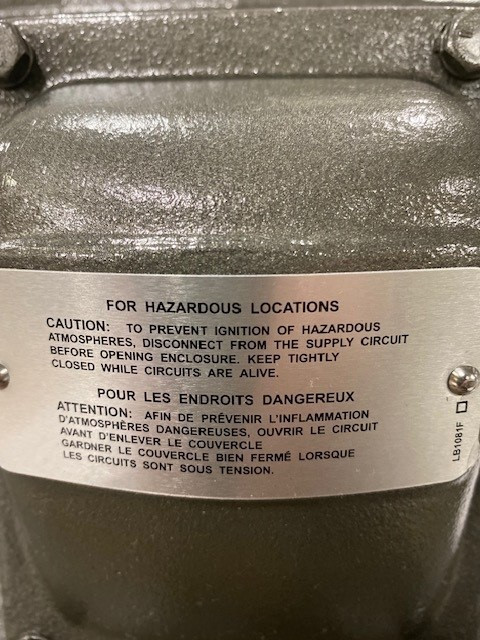 FOR HAZARDOUS LOCATIONS
CAUTION: TO PREVENT IGNITION OF HAZARDOUS
ATMOSPHERES, DISCONNECT FROM THE SUPPLY CIRCUIT
BEFORE OPENING ENCLOSURE. KEEP TIGHTLY
CLOSED WHILE CIRCUITS ARE ALIVE.
POUR LES ENDROITS DANGEREUX
ATTENTION: AFIN DE PRÉVENIR L'INFLAMMATION
D'ATMOSPHÈRES DANGEREUSES, OUVRIR LE CIRCUIT
AVANT D'ENLEVER LE COUVERCLE
GARDNER LE COUVERCLE BIEN FERMÉ LORSQUE
LES CIRCUITS SONT SOUS TENSION.
LB1081F